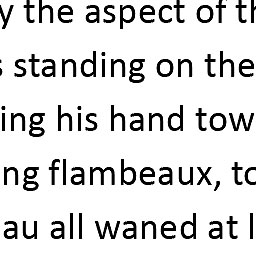 y the aspect of th
s standing on the
ing his hand tow
ng flambeaux, to
au all waned at l